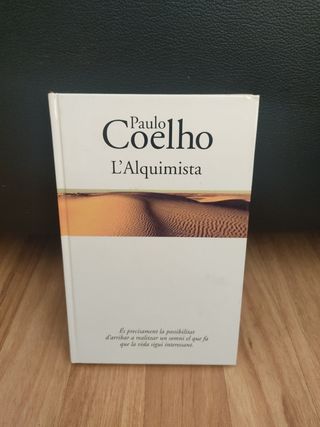 Paulo
Coelho
L'Alquimista
És precisament la possibilitat
d'arribar a realitzar un somni el que fa
que la vida sigui interessant.